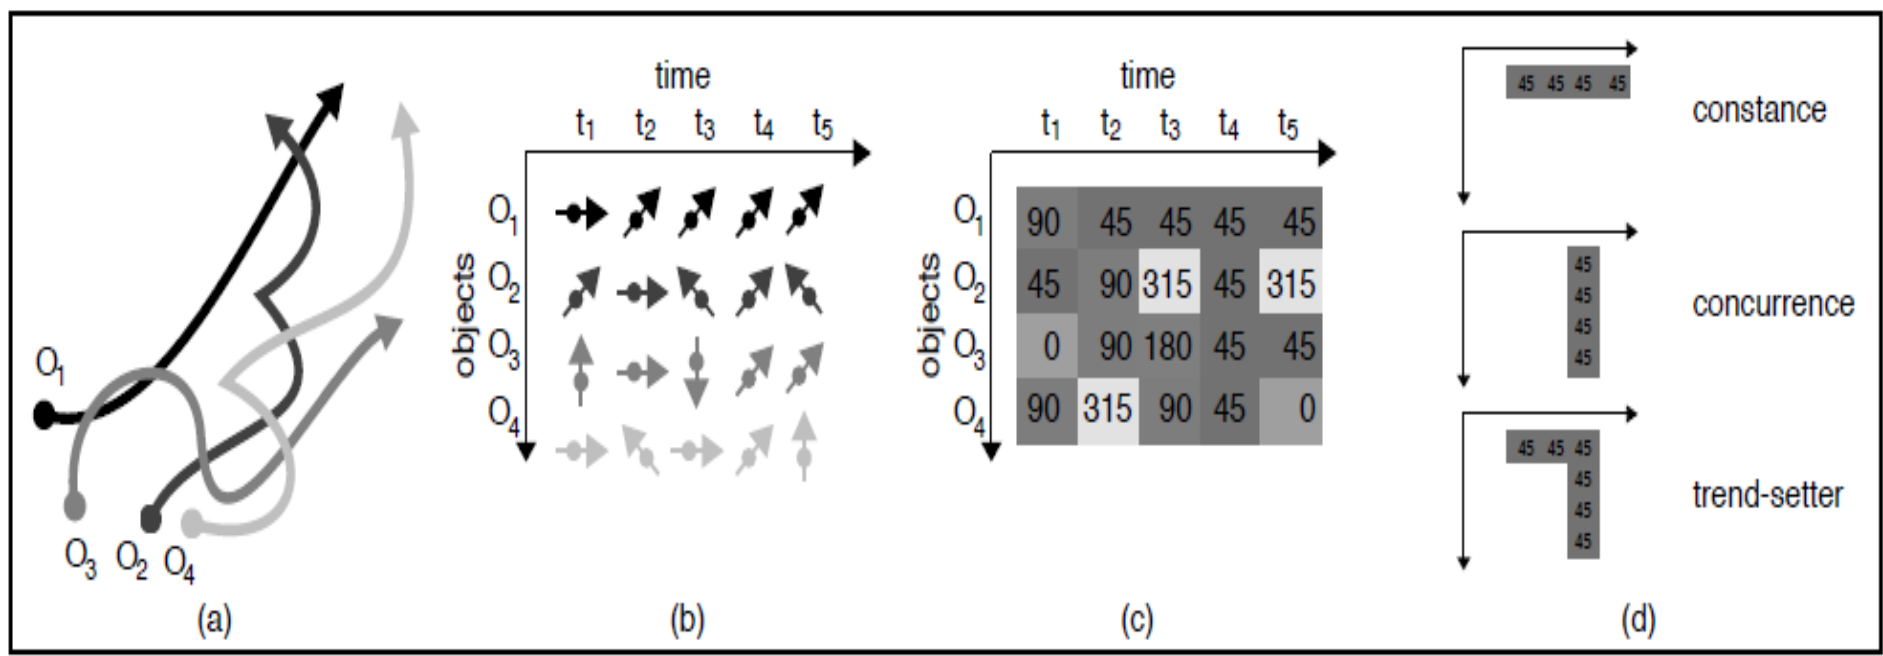 O1
O3 O2 O4
(a)
time
t1 t2 t3 t4 t5
objects
O1
O2
O3
O4
(b)
time
t1 t2 t3 t4 t5
objects
O1 90 45 45 45 45
O2 45 90 315 45 315
O3 0 90 180 45 45
O4 90 315 90 45 0
(c)
45 45 45 45
constance
45
45
45
45
concurrence
45 45 45
45
45
45
trend-setter
(d)